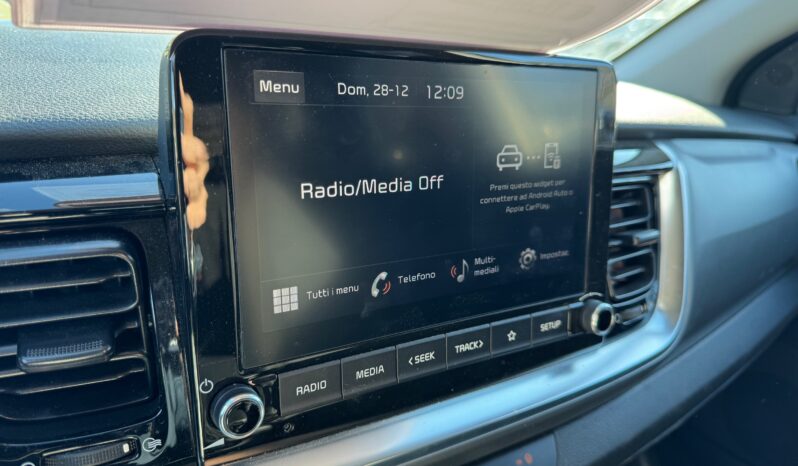 Menu
Dom, 28-12 12:09
Radio/Media Off
Premi questo widget per
connettere ad Android Auto o
Apple CarPlay.
Tutti i menu
Telefono
Multi-
mediali
Impostaz.
RADIO
MEDIA
< SEEK
TRACK >
SETUP